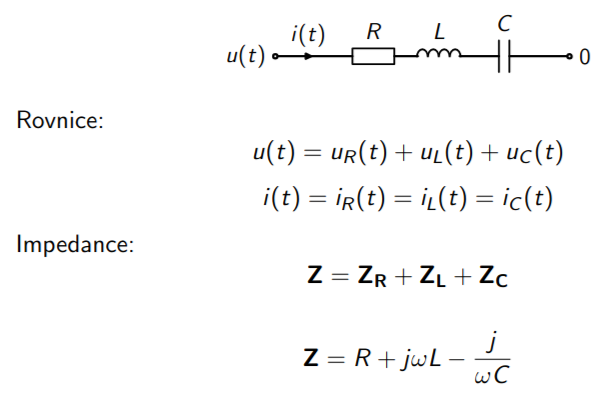 i(t) R L C
u(t) 0
Rovnice:
u(t) = u_R(t) + u_L(t) + u_C(t)
i(t) = i_R(t) = i_L(t) = i_C(t)
Impedance:
Z = Z_R + Z_L + Z_C
Z = R + jωL − j/(ωC)